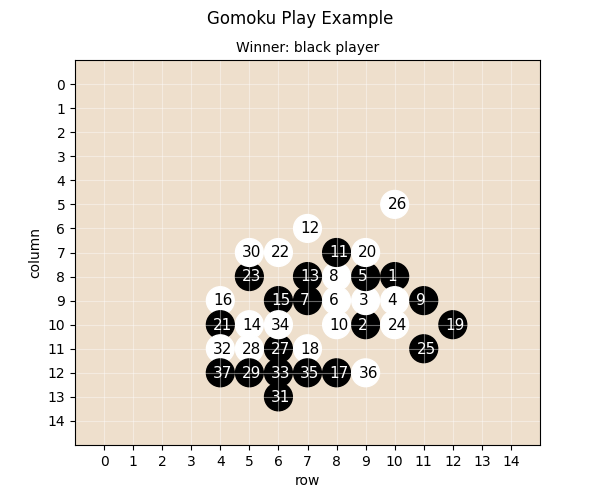 Gomoku Play Example
Winner: black player
0
1
2
3
4
5 26
6 12
7 30 22 11 20
8 23 13 8 5 1
column
9 16 15 7 6 3 4 9
10 21 14 34 10 2 24 19
11 32 28 27 18 25
12 37 29 33 35 17 36
13 31
14
0 1 2 3 4 5 6 7 8 9 10 11 12 13 14
row